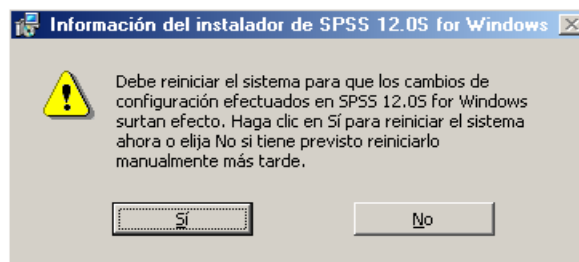 Información del instalador de SPSS 12.0S for Windows
Debe reiniciar el sistema para que los cambios de
configuración efectuados en SPSS 12.0S for Windows
surtan efecto. Haga clic en Sí para reiniciar el sistema
ahora o elija No si tiene previsto reiniciarlo
manualmente más tarde.
Sí
No